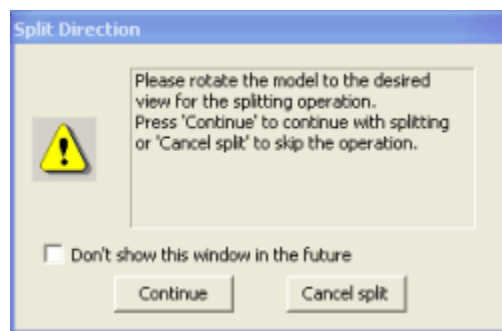 Split Direction
Please rotate the model to the desired
view for the splitting operation.
Press 'Continue' to continue with splitting
or 'Cancel split' to skip the operation.
Don't show this window in the future
Continue
Cancel split